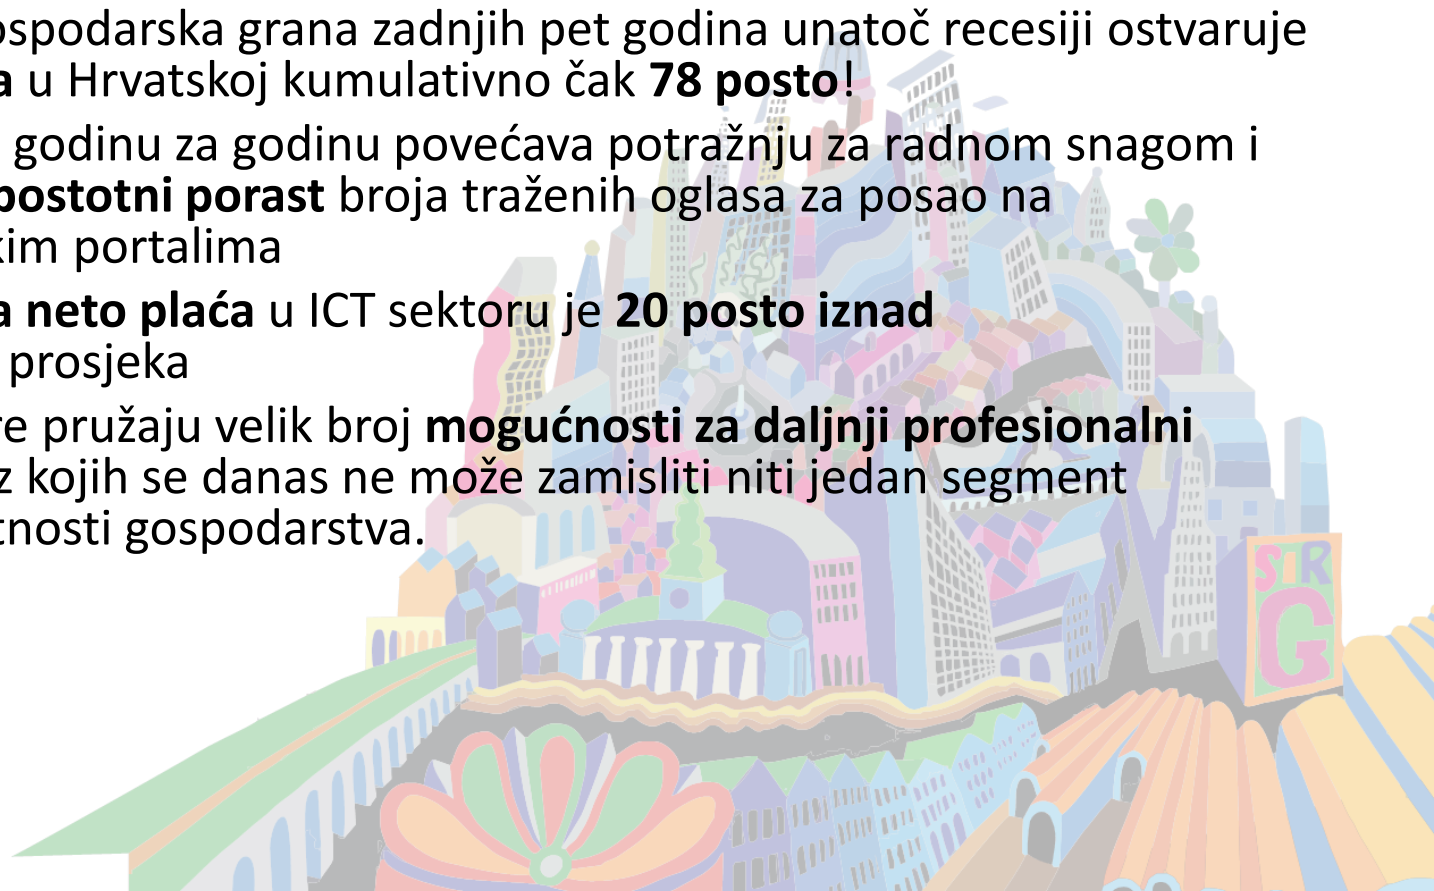 ospodarska grana zadnjih pet godina unatoč recesiji ostvaruje
a u Hrvatskoj kumulativno čak 78 posto!
godinu za godinu povećava potražnju za radnom snagom i
postotni porast broja traženih oglasa za posao na
kim portalima
a neto plaća u ICT sektoru je 20 posto iznad
prosjeka
re pružaju velik broj mogućnosti za daljnji profesionalni
z kojih se danas ne može zamisliti niti jedan segment
tnosti gospodarstva.
S R
G